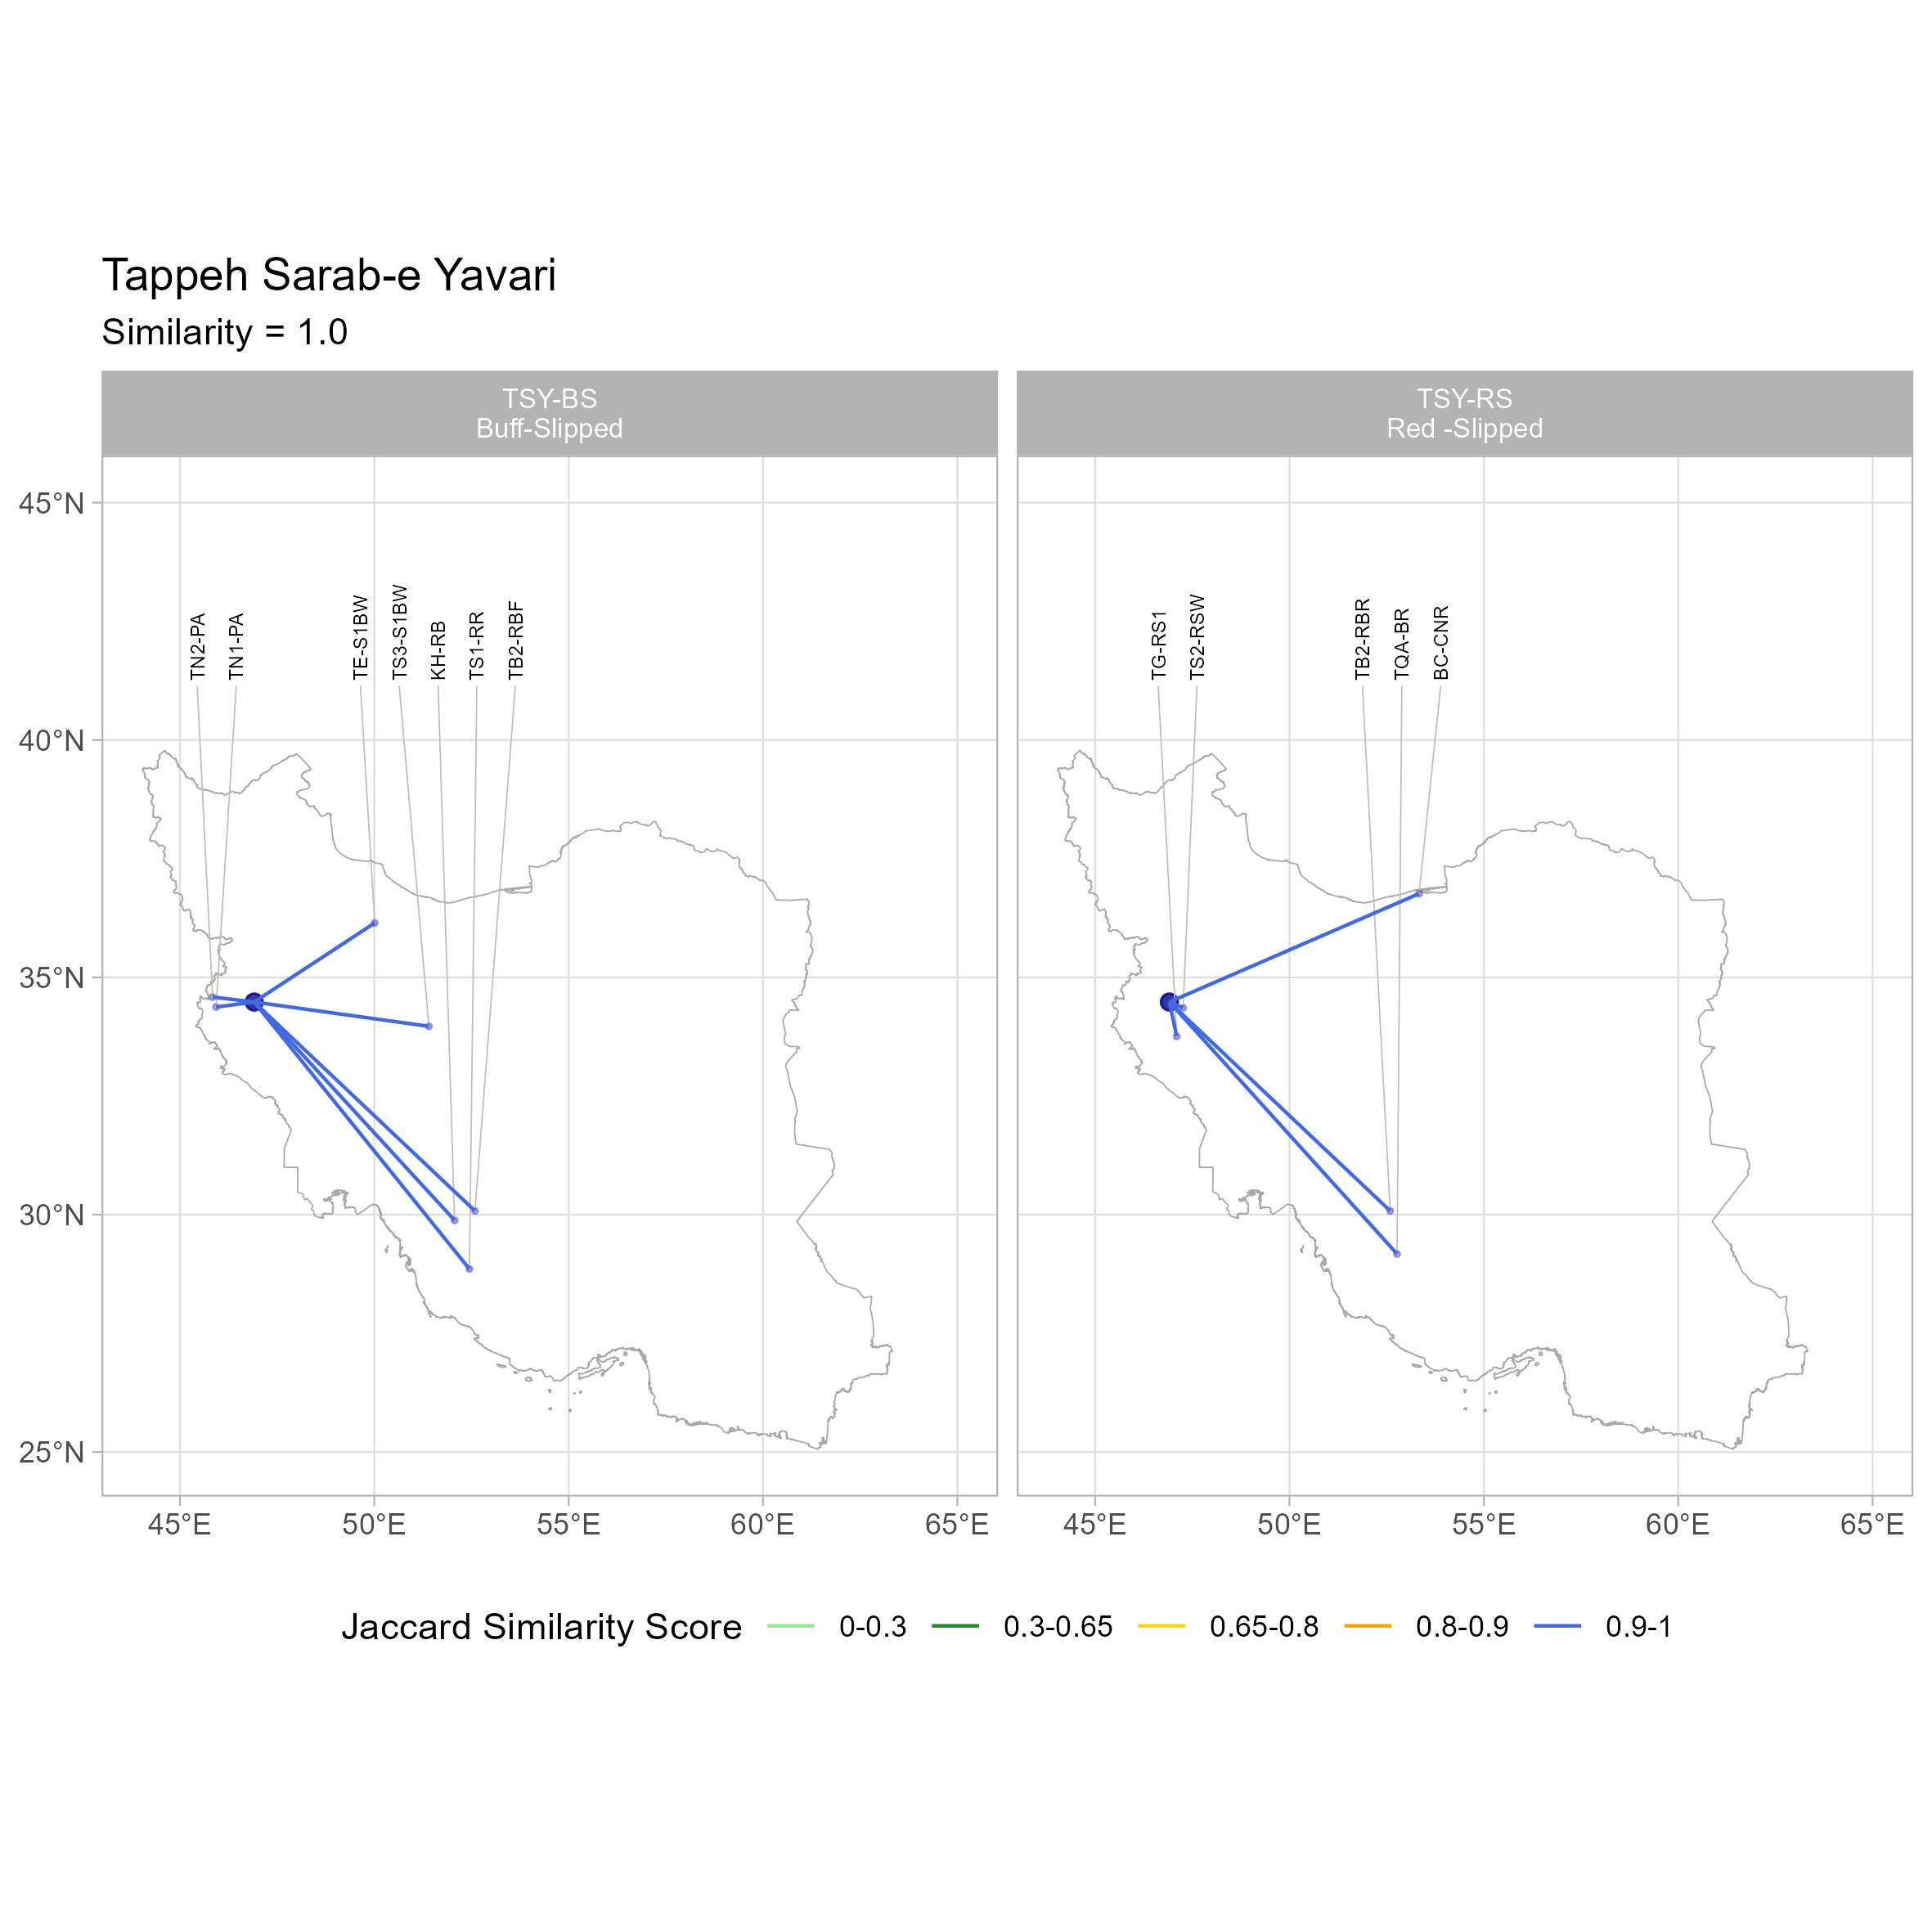 Tappeh Sarab-e Yavari
Similarity = 1.0
TSY-BS
Buff-Slipped
TSY-RS
Red -Slipped
TN2-PA
TN1-PA
TE-S1BW
TS3-S1BW
KH-RB
TS1-RR
TB2-RBF
TG-RS1
TS2-RSW
TB2-RBR
TQA-BR
BC-CNR
45°N
40°N
35°N
30°N
25°N
45°E 50°E 55°E 60°E 65°E
45°E 50°E 55°E 60°E 65°E
Jaccard Similarity Score 0-0.3 0.3-0.65 0.65-0.8 0.8-0.9 0.9-1